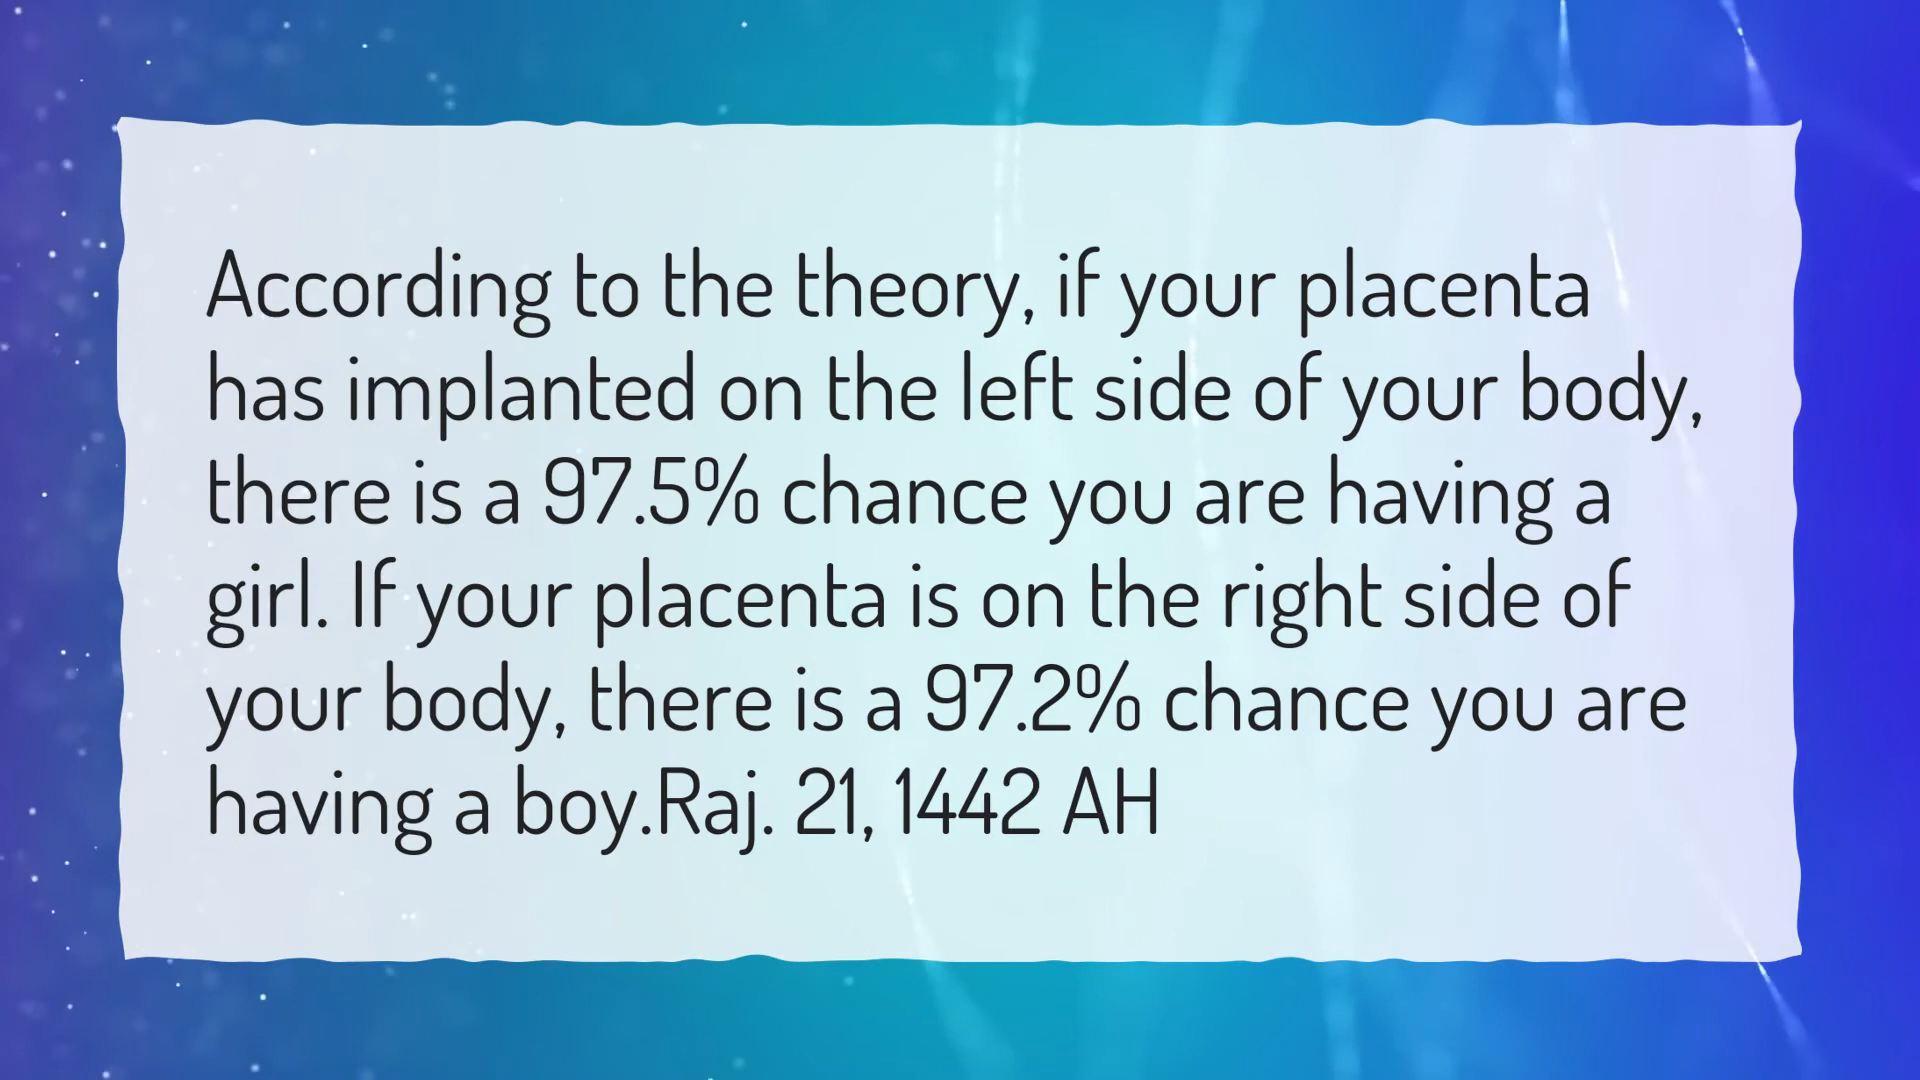 According to the theory, if your placenta
has implanted on the left side of your body,
there is a 97.5% chance you are having a
girl. If your placenta is on the right side of
your body, there is a 97.2% chance you are
having a boy.Raj. 21, 1442 AH